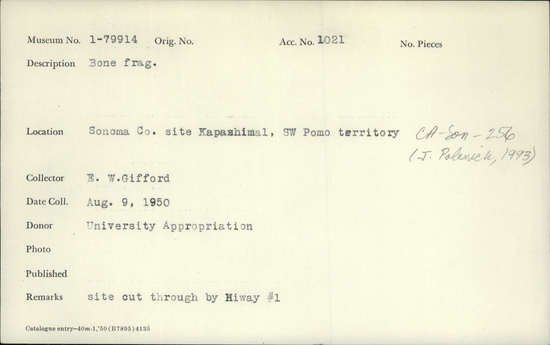 Museum No. 1-79914 Orig. No. Acc. No. 1021 No. Pieces
Description Bone frag.
Location Sonoma Co. site Kapashimal, SW Pomo territory CA-Son-256
(J. Polanich, 1993)
Collector E. W.Gifford
Date Coll. Aug. 9, 1950
Donor University Appropriation
Photo
Published
Remarks site cut through by Hiway #1
Catalogue entry—40m-1,'50 (B7895) 4135